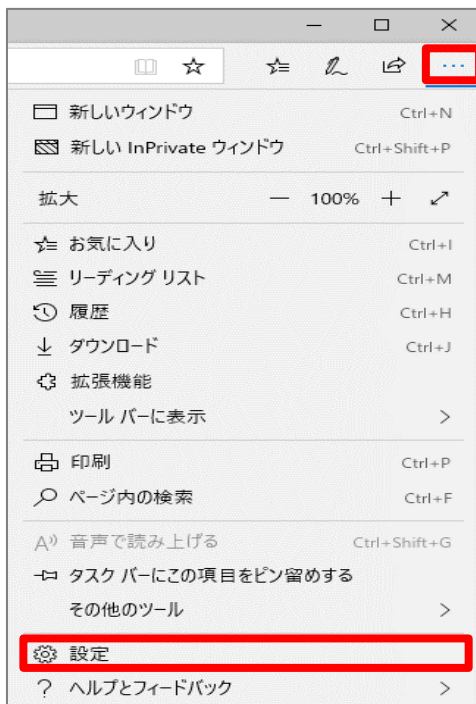 新しいウィンドウ Ctrl+N
新しい InPrivate ウィンドウ Ctrl+Shift+P
拡大 — 100% +
お気に入り Ctrl+I
リーディング リスト Ctrl+M
履歴 Ctrl+H
ダウンロード Ctrl+J
拡張機能
ツール バーに表示 >
印刷 Ctrl+P
ページ内の検索 Ctrl+F
音声で読み上げる Ctrl+Shift+G
タスク バーにこの項目をピン留めする
その他のツール >
設定
ヘルプとフィードバック >